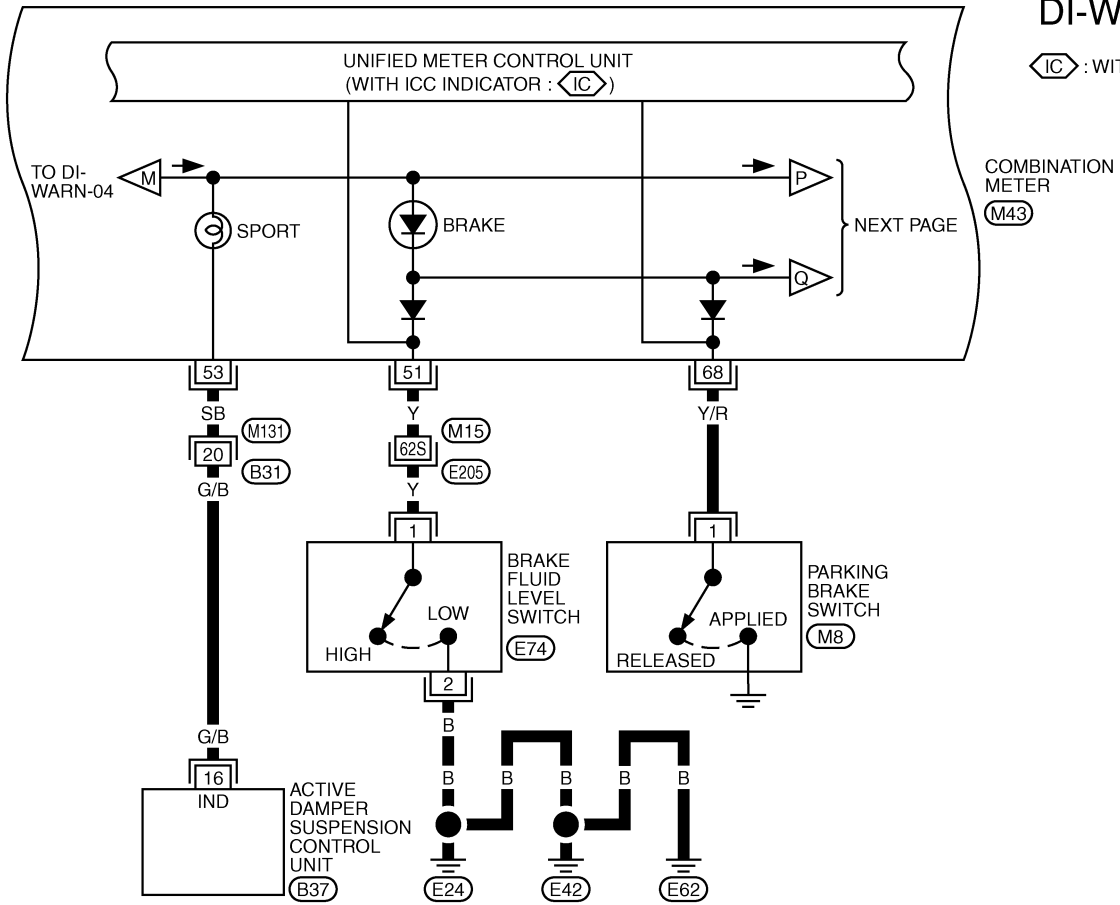 DI-W
UNIFIED METER CONTROL UNIT
(WITH ICC INDICATOR : IC )
IC : WIT
TO DI-
WARN-04
M
P
COMBINATION
METER
M43
SPORT
BRAKE
NEXT PAGE
Q
53
51
68
SB
Y
Y/R
M131
M15
20
62S
B31
E205
G/B
Y
1
1
BRAKE
FLUID
LEVEL
SWITCH
E74
LOW
HIGH
PARKING
BRAKE
SWITCH
M8
APPLIED
RELEASED
2
B
G/B
B
B
B
B
B
16
IND
ACTIVE
DAMPER
SUSPENSION
CONTROL
UNIT
B37
E24
E42
E62